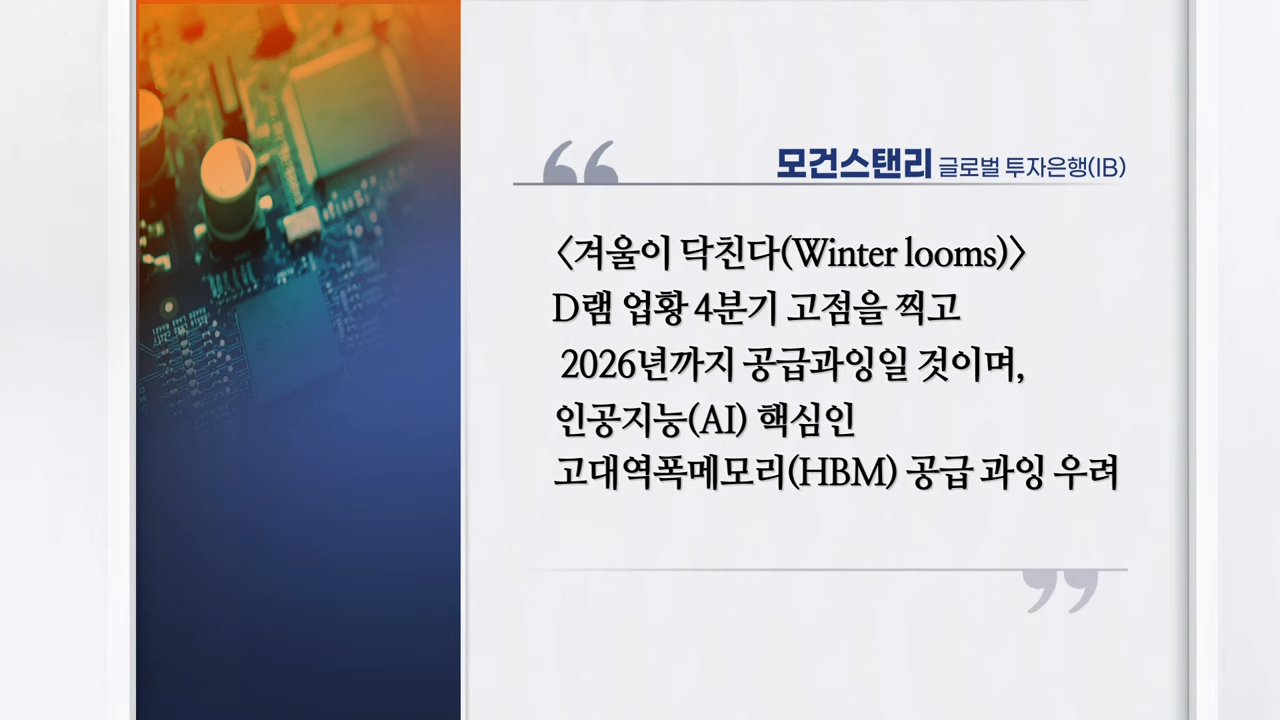 모건스탠리 글로벌 투자은행(IB)
<겨울이 닥친다(Winter looms)>
D램 업황 4분기 고점을 찍고
2026년까지 공급과잉일 것이며,
인공지능(AI) 핵심인
고대역폭메모리(HBM) 공급 과잉 우려